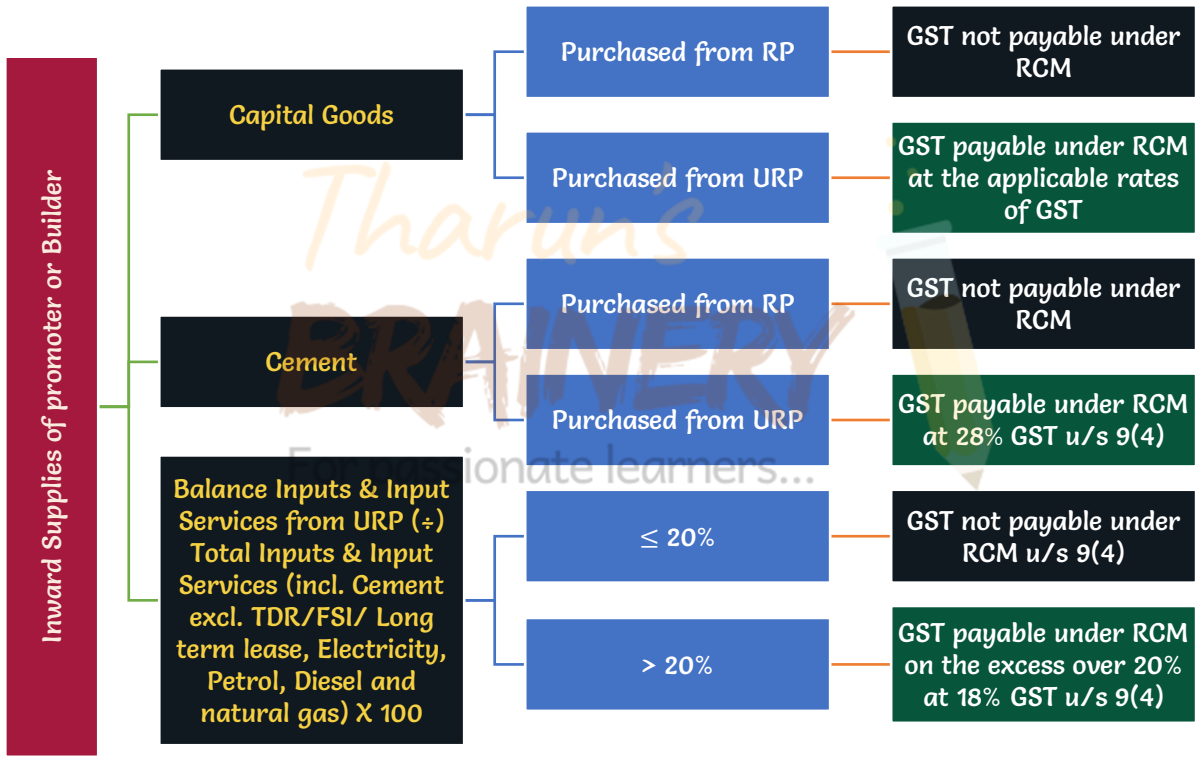 Inward Supplies of promoter or Builder
Capital Goods
Purchased from RP
GST not payable under
RCM
Purchased from URP
GST payable under RCM
at the applicable rates
of GST
Cement
Purchased from RP
GST not payable under
RCM
Purchased from URP
GST payable under RCM
at 28% GST u/s 9(4)
Balance Inputs & Input
Services from URP (÷)
Total Inputs & Input
Services (incl. Cement
excl. TDR/FSI/ Long
term lease, Electricity,
Petrol, Diesel and
natural gas) X 100
≤ 20%
GST not payable under
RCM u/s 9(4)
> 20%
GST payable under RCM
on the excess over 20%
at 18% GST u/s 9(4)
Tharun's
BRAINERY
For passionate learners...